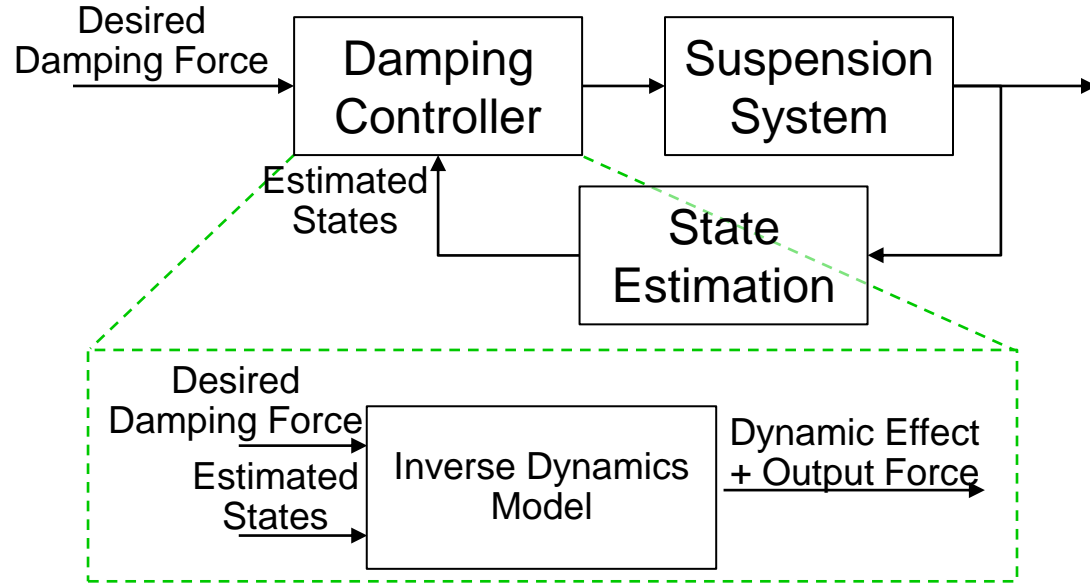 Desired
Damping Force
Damping
Controller
Suspension
System
Estimated
States
State
Estimation
Desired
Damping Force
Estimated
States
Inverse Dynamics
Model
Dynamic Effect
+ Output Force